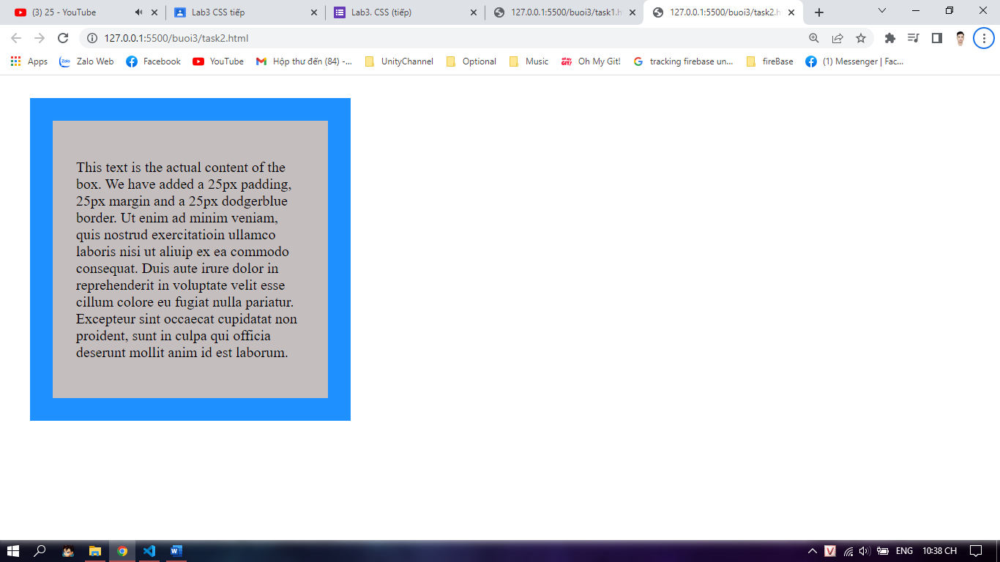 (3) 25 - YouTube
Lab3 CSS tiếp
Lab3. CSS (tiếp)
127.0.0.1:5500/buoi3/task1.h
127.0.0.1:5500/buoi3/task2.h
127.0.0.1:5500/buoi3/task2.html
Apps
Zalo
Zalo Web
Facebook
YouTube
Hộp thư đến (84) -...
UnityChannel
Optional
Music
OH MY GIT!
Oh My Git!
tracking firebase un...
fireBase
(1) Messenger | Fac...
This text is the actual content of the
box. We have added a 25px padding,
25px margin and a 25px dodgerblue
border. Ut enim ad minim veniam,
quis nostrud exercitatioin ullamco
laboris nisi ut aliuip ex ea commodo
consequat. Duis aute irure dolor in
reprehenderit in voluptate velit esse
cillum colore eu fugiat nulla pariatur.
Excepteur sint occaecat cupidatat non
proident, sunt in culpa qui officia
deserunt mollit anim id est laborum.
V
ENG
10:38 CH